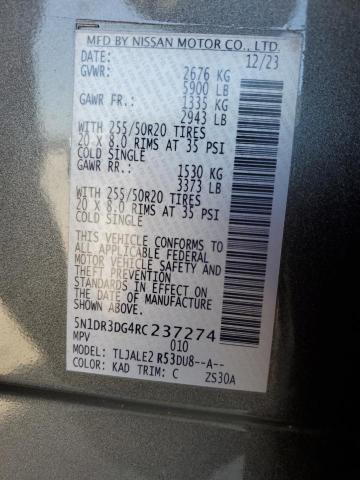 MFD BY NISSAN MOTOR CO., LTD.
DATE: 12/23
GVWR: 2676 KG
5900 LB
GAWR FR.: 1335 KG
2943 LB
WITH 255/50R20 TIRES
20 X 8.0 RIMS AT 35 PSI
COLD SINGLE
GAWR RR.: 1530 KG
3373 LB
WITH 255/50R20 TIRES
20 X 8.0 RIMS AT 35 PSI
COLD SINGLE
THIS VEHICLE CONFORMS TO
ALL APPLICABLE FEDERAL
MOTOR VEHICLE SAFETY AND
THEFT PREVENTION
STANDARDS IN EFFECT ON
THE DATE OF MANUFACTURE
SHOWN ABOVE.
5N1DR3DG4RC237274
MPV 010
MODEL: TLJALE2 R53DU8--A--
COLOR: KAD TRIM: C ZS30A